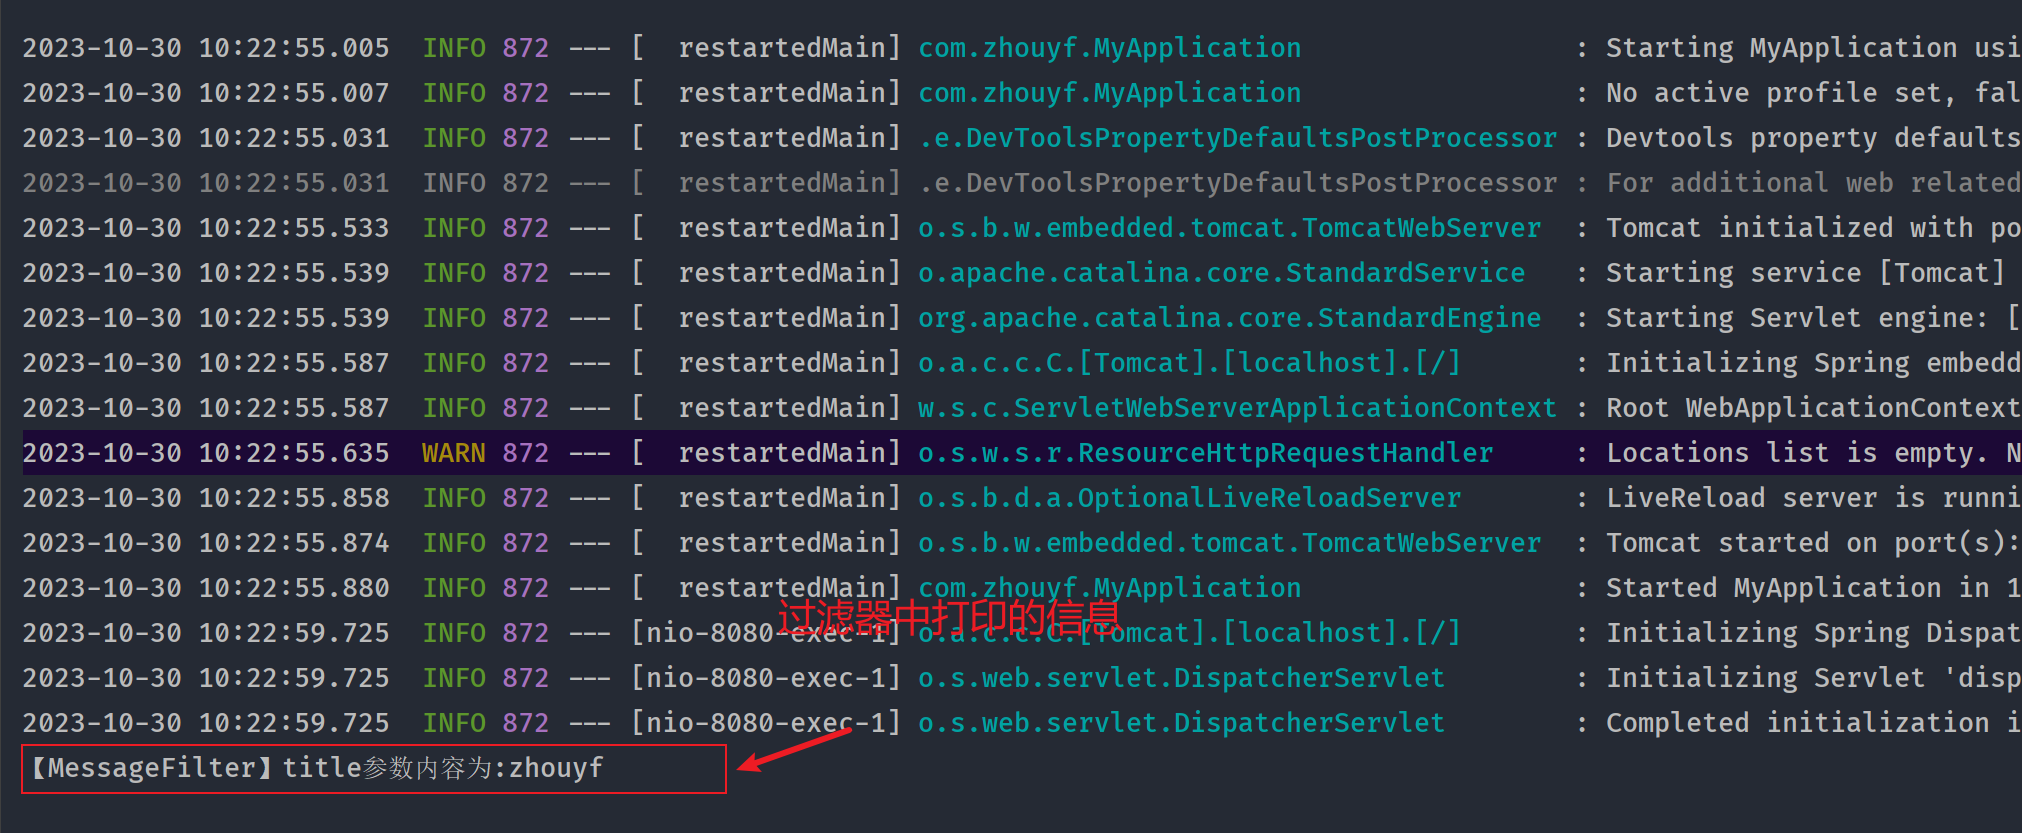 2023-10-30 10:22:55.005  INFO 872 --- [  restartedMain] com.zhouyf.MyApplication                 : Starting MyApplication usi
2023-10-30 10:22:55.007  INFO 872 --- [  restartedMain] com.zhouyf.MyApplication                 : No active profile set, fal
2023-10-30 10:22:55.031  INFO 872 --- [  restartedMain] .e.DevToolsPropertyDefaultsPostProcessor : Devtools property defaults
2023-10-30 10:22:55.031  INFO 872 --- [  restartedMain] .e.DevToolsPropertyDefaultsPostProcessor : For additional web related
2023-10-30 10:22:55.533  INFO 872 --- [  restartedMain] o.s.b.w.embedded.tomcat.TomcatWebServer  : Tomcat initialized with po
2023-10-30 10:22:55.539  INFO 872 --- [  restartedMain] o.apache.catalina.core.StandardService   : Starting service [Tomcat]
2023-10-30 10:22:55.539  INFO 872 --- [  restartedMain] org.apache.catalina.core.StandardEngine  : Starting Servlet engine: [
2023-10-30 10:22:55.587  INFO 872 --- [  restartedMain] o.a.c.c.C.[Tomcat].[localhost].[/]       : Initializing Spring embedd
2023-10-30 10:22:55.587  INFO 872 --- [  restartedMain] w.s.c.ServletWebServerApplicationContext : Root WebApplicationContext
2023-10-30 10:22:55.635  WARN 872 --- [  restartedMain] o.s.w.s.r.ResourceHttpRequestHandler     : Locations list is empty. N
2023-10-30 10:22:55.858  INFO 872 --- [  restartedMain] o.s.b.d.a.OptionalLiveReloadServer       : LiveReload server is runni
2023-10-30 10:22:55.874  INFO 872 --- [  restartedMain] o.s.b.w.embedded.tomcat.TomcatWebServer  : Tomcat started on port(s):
2023-10-30 10:22:55.880  INFO 872 --- [  restartedMain] com.zhouyf.MyApplication                 : Started MyApplication in 1
过滤器中打印的信息
2023-10-30 10:22:59.725  INFO 872 --- [nio-8080-exec-1] o.a.c.c.C.[Tomcat].[localhost].[/]       : Initializing Spring Dispat
2023-10-30 10:22:59.725  INFO 872 --- [nio-8080-exec-1] o.s.web.servlet.DispatcherServlet        : Initializing Servlet 'disp
2023-10-30 10:22:59.725  INFO 872 --- [nio-8080-exec-1] o.s.web.servlet.DispatcherServlet        : Completed initialization i
【MessageFilter】title参数内容为:zhouyf